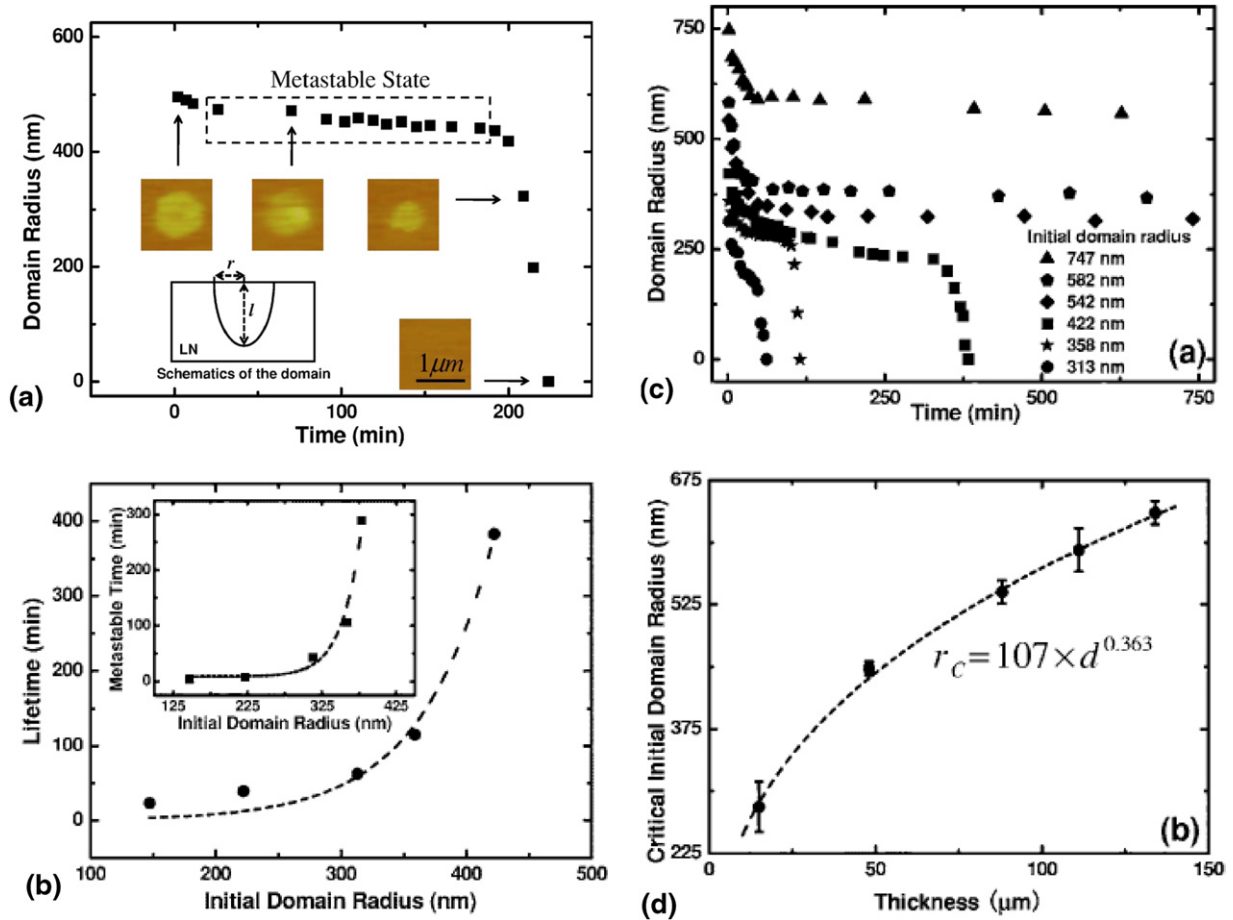 600
400
200
0
Domain Radius (nm)
Metastable State
r
l
LN
Schematics of the domain
1μm
0
100
200
Time (min)
(a)
750
500
250
0
Domain Radius (nm)
Initial domain radius
747 nm
582 nm
542 nm
422 nm
358 nm
313 nm
(a)
0
250
500
750
Time (min)
(c)
400
300
200
100
0
Lifetime (min)
300
200
100
0
Metastable Time (min)
125
225
325
425
Initial Domain Radius (nm)
100
200
300
400
500
Initial Domain Radius (nm)
(b)
675
525
375
225
Critical Initial Domain Radius (nm)
r_C=107×d^0.363
(b)
0
50
100
150
Thickness (μm)
(d)